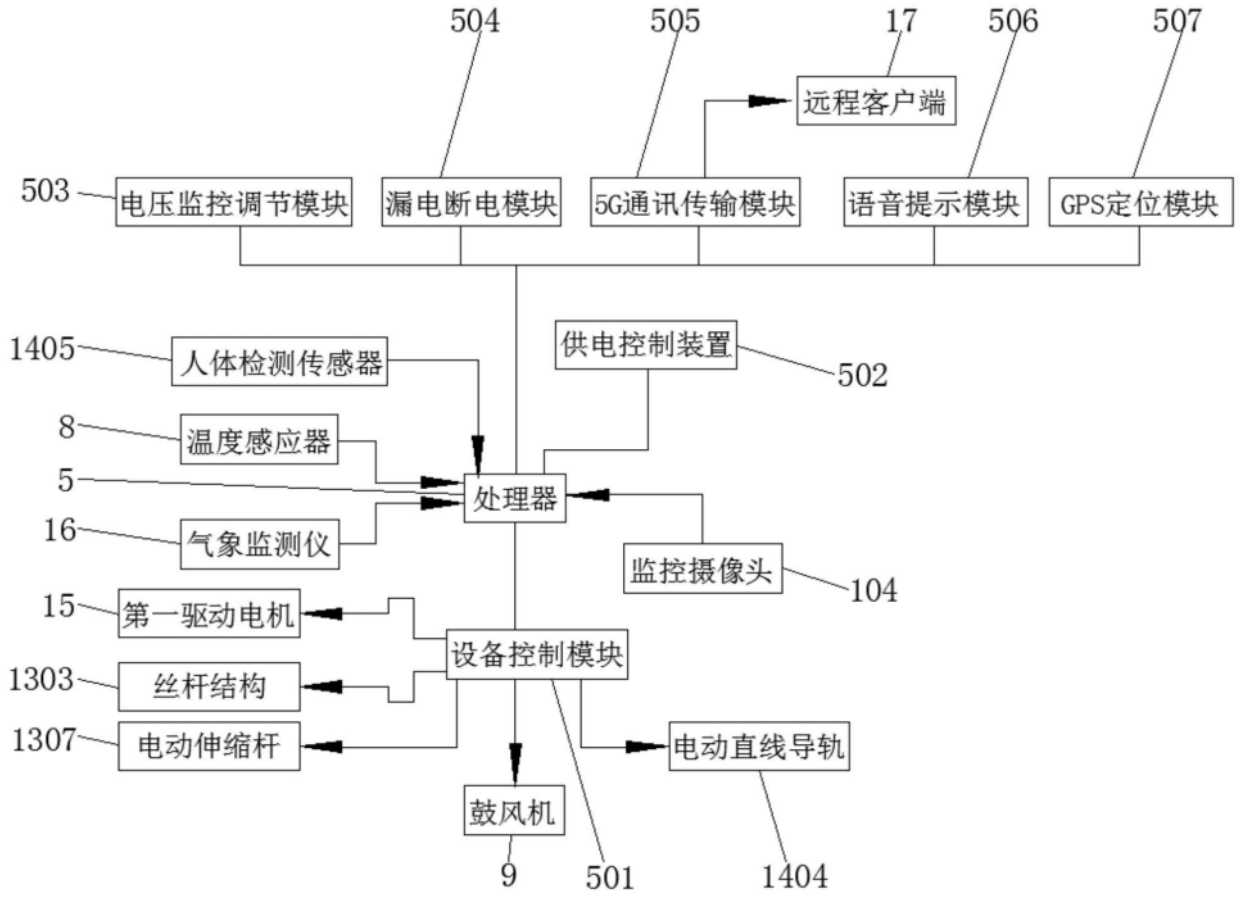 504
505
17
506
507
远程客户端
503
电压监控调节模块
漏电断电模块
5G通讯传输模块
语音提示模块
GPS定位模块
1405
人体检测传感器
供电控制装置
502
8
温度感应器
5
处理器
16
气象监测仪
监控摄像头
104
15
第一驱动电机
设备控制模块
1303
丝杆结构
1307
电动伸缩杆
电动直线导轨
鼓风机
9
501
1404